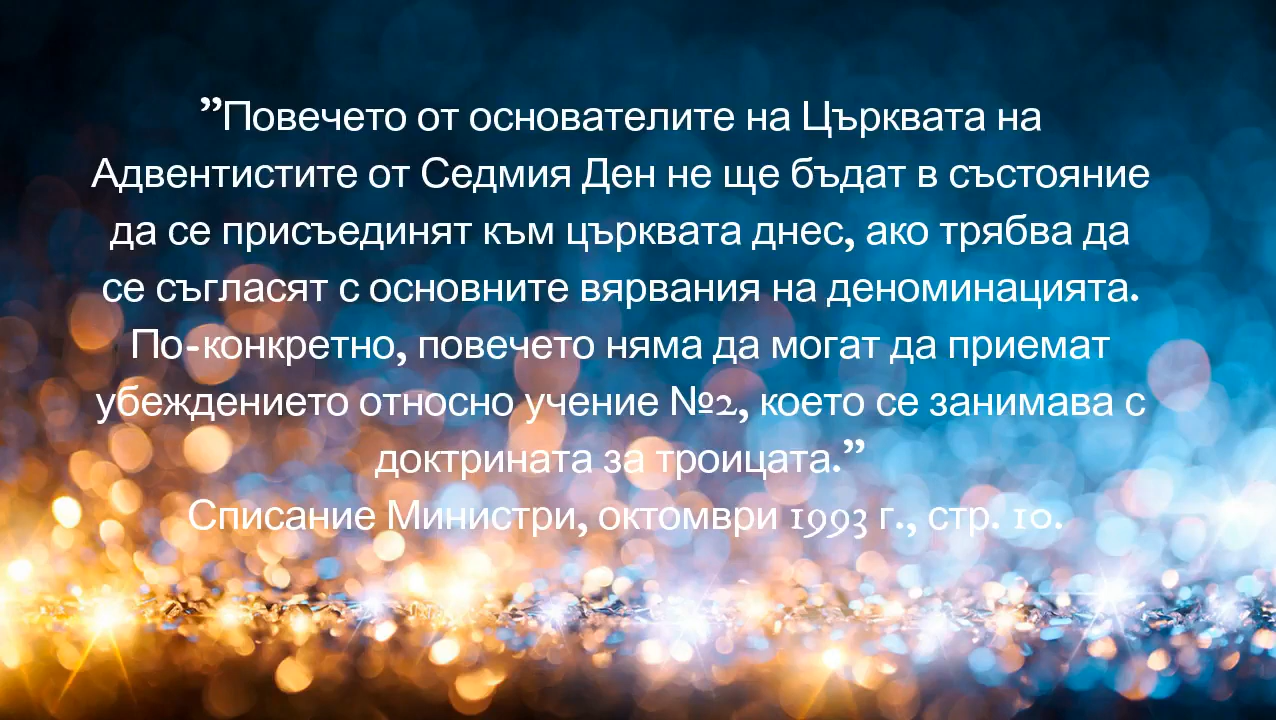 ”Повечето от основателите на Църквата на
Адвентистите от Седмия Ден не ще бъдат в състояние
да се присъединят към църквата днес, ако трябва да
се съгласят с основните вярвания на деноминацията.
По-конкретно, повечето няма да могат да приемат
убеждението относно учение №2, което се занимава с
доктрината за троицата.”
Списание Министри, октомври 1993 г., стр. 10.